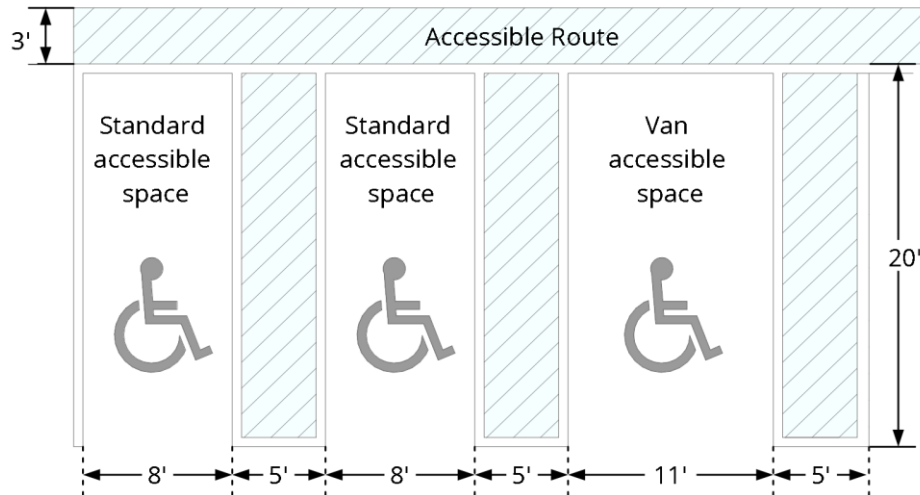 3'
Accessible Route
Standard
accessible
space
Standard
accessible
space
Van
accessible
space
20'
8'
5'
8'
5'
11'
5'